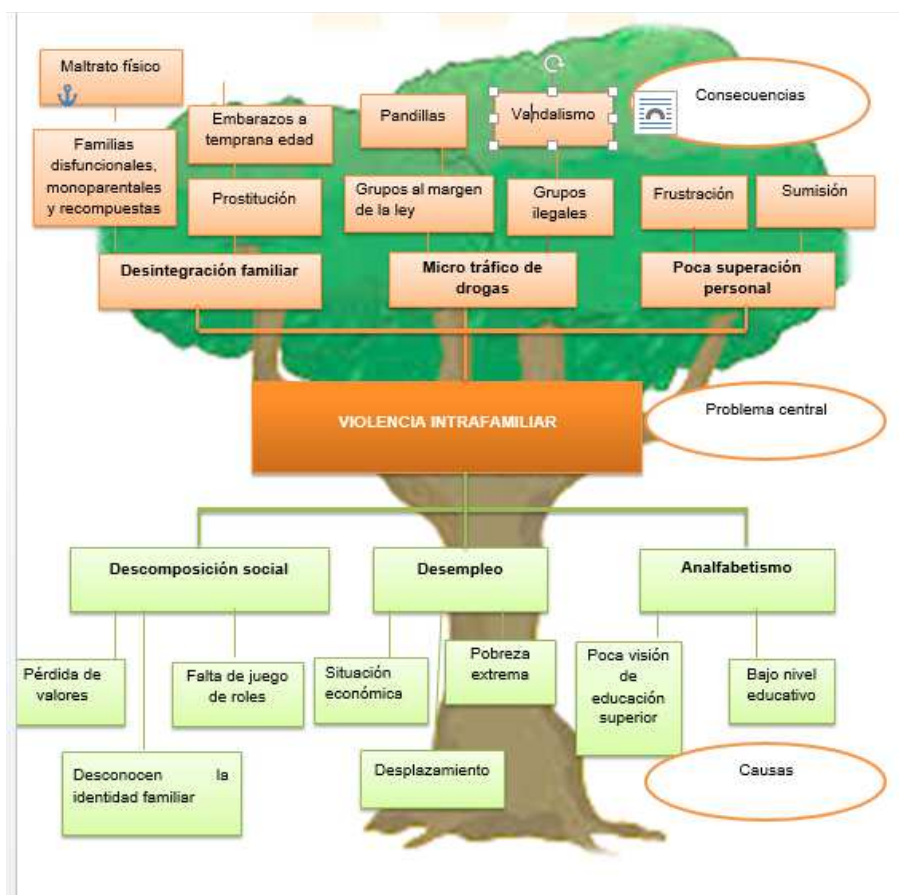 Maltrato físico
Consecuencias
Embarazos a
temprana edad
Pandillas
Vandalismo
Familias
disfuncionales,
monoparentales
y recompuestas
Prostitución
Grupos al margen
de la ley
Grupos
ilegales
Frustración
Sumisión
Desintegración familiar
Micro tráfico de
drogas
Poca superación
personal
VIOLENCIA INTRAFAMILIAR
Problema central
Descomposición social
Desempleo
Analfabetismo
Pérdida de
valores
Falta de juego
de roles
Situación
económica
Pobreza
extrema
Poca visión
de
educación
superior
Bajo nivel
educativo
Desconocen la
identidad familiar
Desplazamiento
Causas